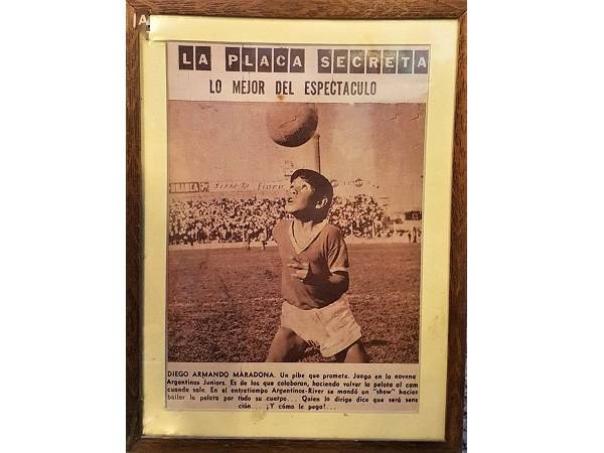 LA PLACA SECRETA
LO MEJOR DEL ESPECTACULO
DIEGO ARMANDO MARADONA. Un pibe que promete. Juega en la novena
Argentinos Juniors. Es de los que colaboran, haciendo volver la pelota al cam
cuando sale. En el entretiempo Argentinos-River se mandó un "show" hacier
bailar la pelota por todo su cuerpo... Quien lo dirige dice que será sens
ción... ¡Y cómo le pega!...